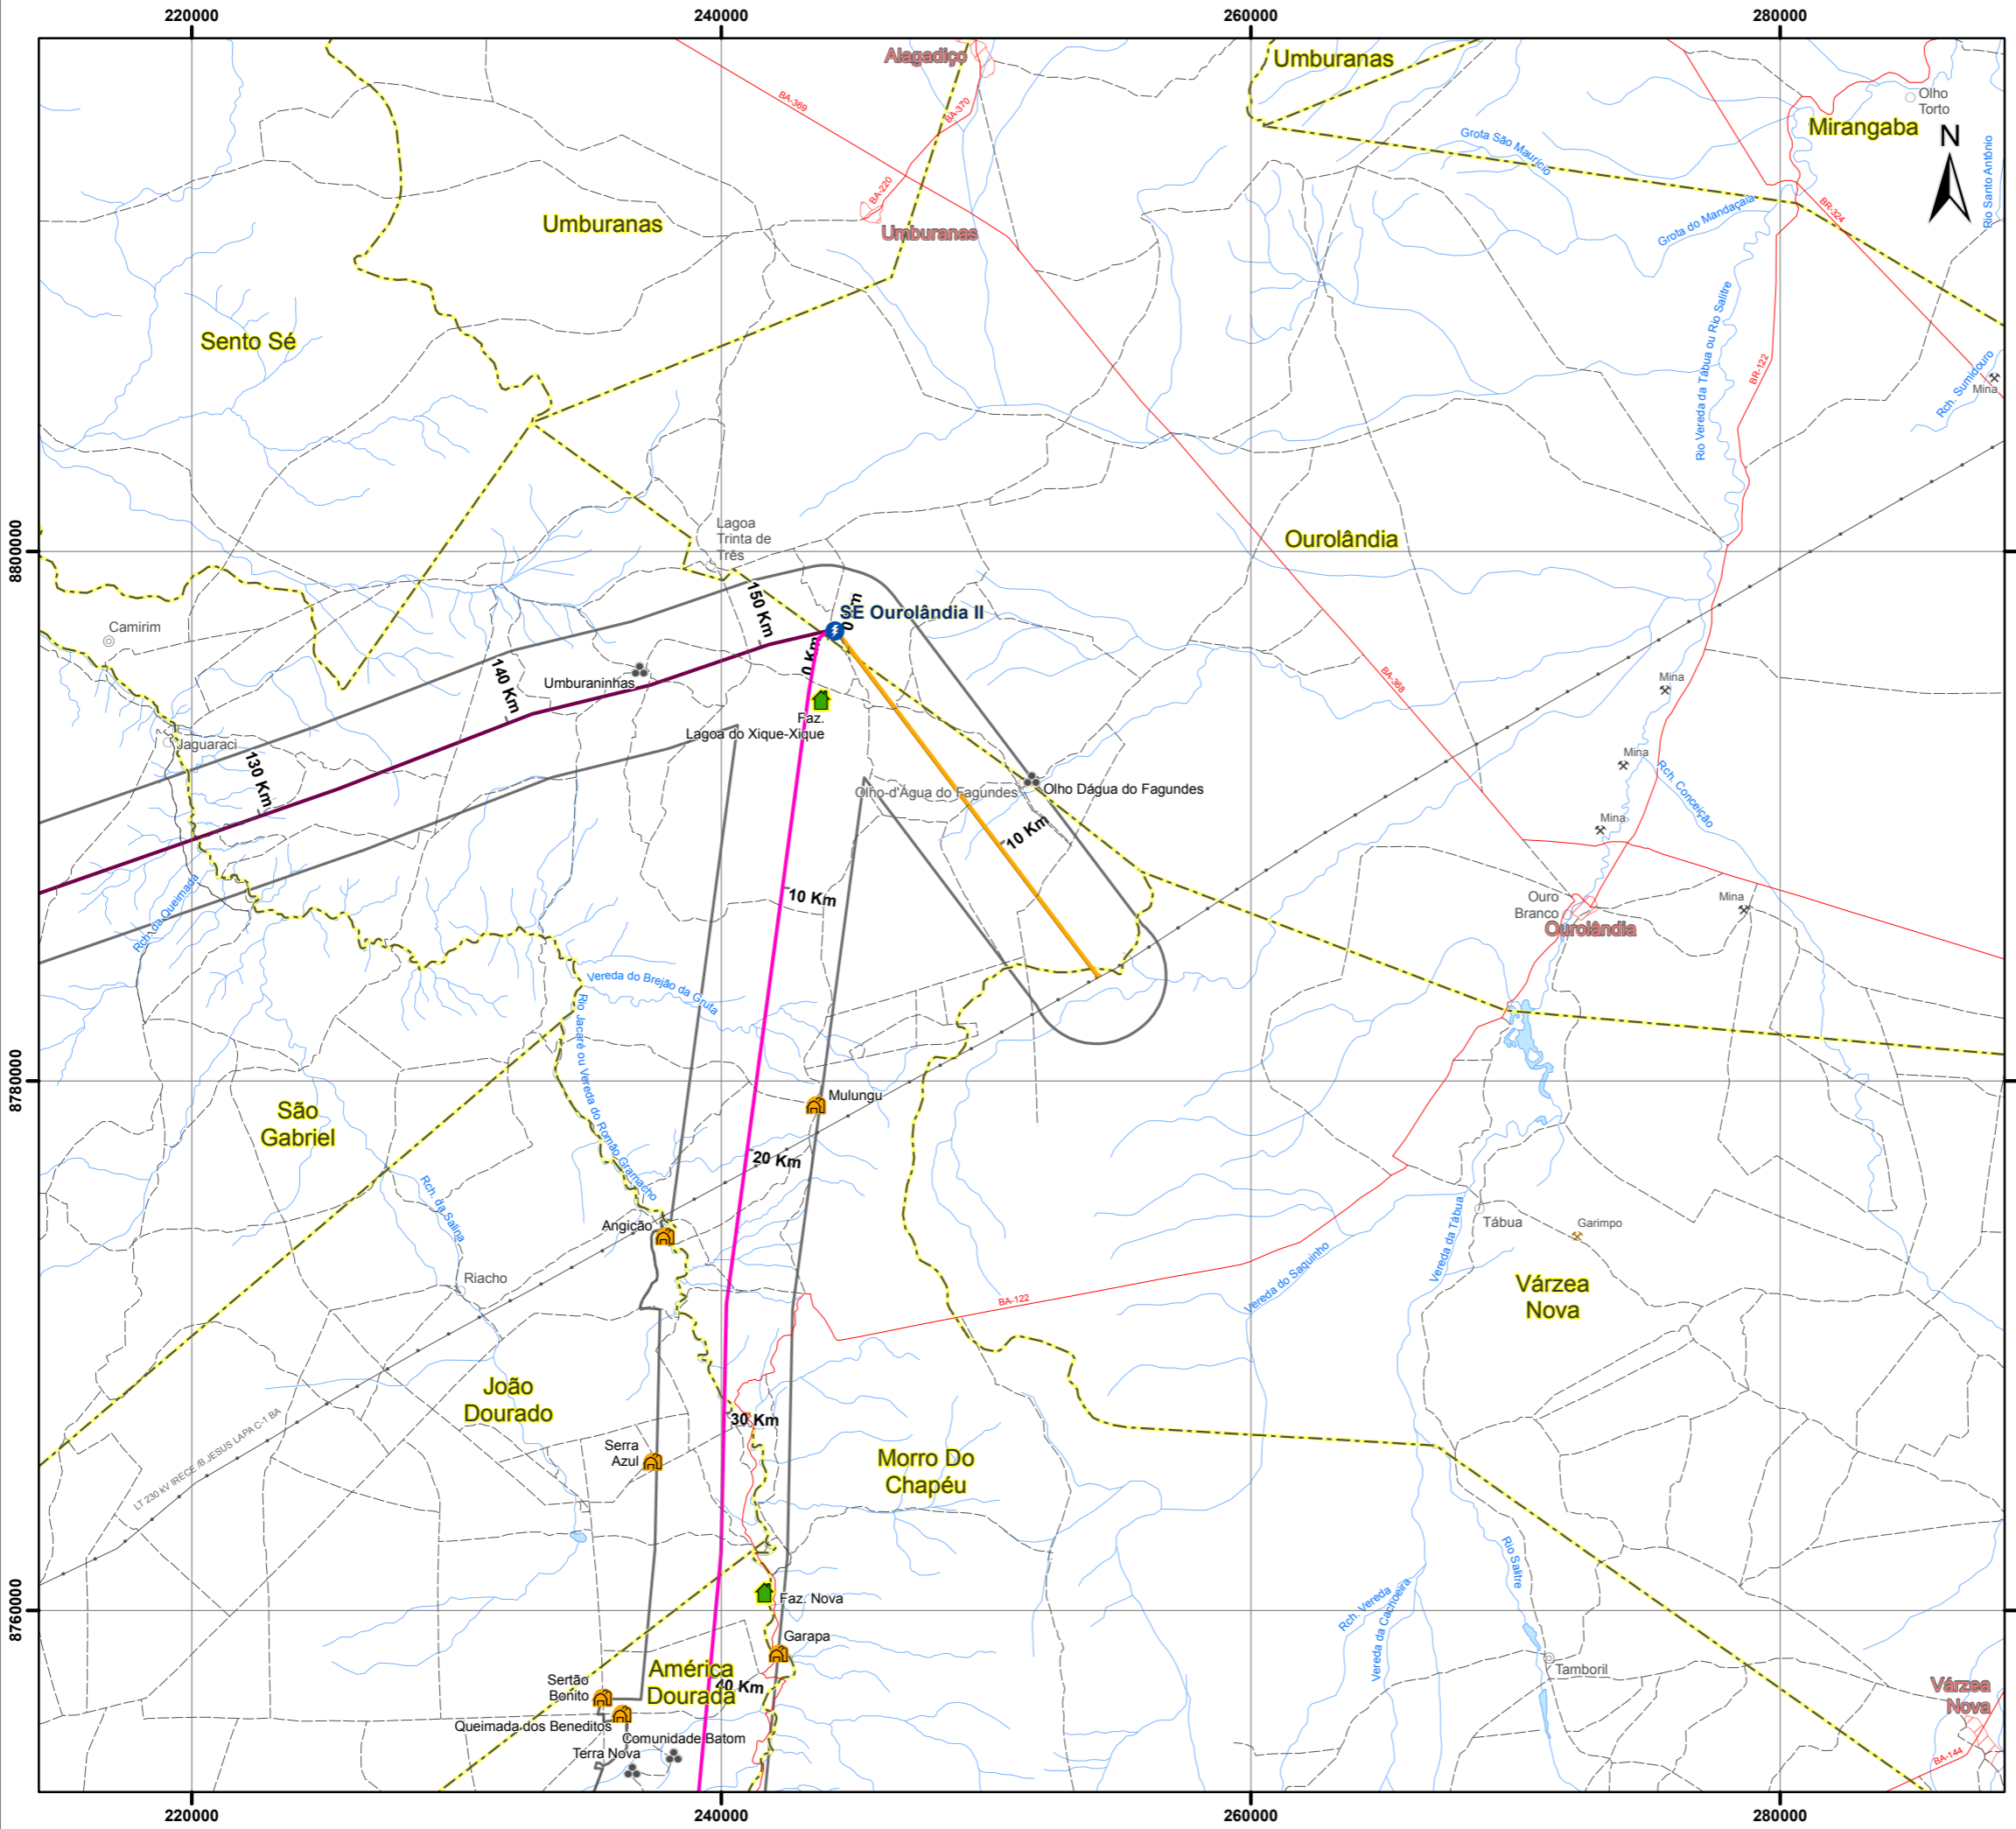 220000
240000
260000
280000
Alagadiço
Umburanas
BA-369
BA-370
Olho
Torto
Mirangaba
N
Grota São Maurício
Rio Santo Antônio
BA-220
Umburanas
Umburanas
Grota do Mandaçaia
BR-324
Sento Sé
Rio Vereda da Tábua ou Rio Salitre
BR-122
Rch. Sumidouro
Mina
8800000
Lagoa
Trinta de
Três
Ourolândia
150 Km
0 Km
SE Ourolândia II
Camirim
0 Km
140 Km
Umburaninhas
BA-368
Mina
Faz.
Lagoa do Xique-Xique
Jaguaraci
130 Km
Mina
Rch. Conceição
Olho-d'Água do Fagundes
Olho Dágua do Fagundes
10 Km
Mina
Rch. da Queimada
10 Km
Ouro
Branco
Mina
Ourolândia
Vereda do Brejão da Gruta
Rio Jacaré ou Vereda do Romão Gramacho
8780000
Mulungu
São
Gabriel
20 Km
Rch. da Salina
Angicão
Vereda da Tábua
Tábua
Garimpo
Vereda do Saquinho
Riacho
BA-122
Várzea
Nova
João
Dourado
LT 230 kV IRECE /B.JESUS LAPA C-1 BA
30 Km
Serra
Azul
Morro Do
Chapéu
Rio Salitre
Rch. Vereda
Vereda da Cachoeira
8760000
Faz. Nova
Garapa
América
Dourada
40 Km
Sertão
Bonito
Tamboril
Várzea
Nova
Queimada dos Beneditos
Comunidade Batom
Terra Nova
BA-144
220000
240000
260000
280000